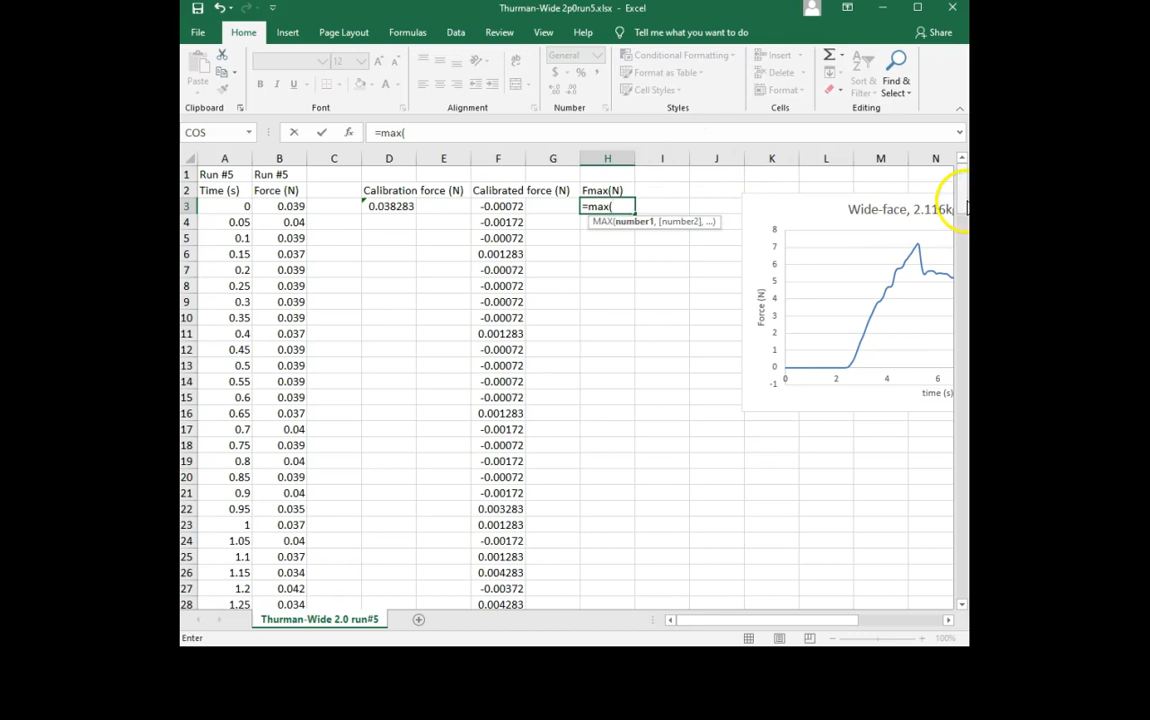 Thurman-Wide 2p0run5.xlsx - Excel
File Home Insert Page Layout Formulas Data Review View Help Tell me what you want to do Share
Paste
12 A A
B I U
General
$ % ,
Conditional Formatting
Format as Table
Cell Styles
Insert
Delete
Format
Sort & Filter
Find & Select
Clipboard Font Alignment Number Styles Cells Editing
COS =max(
A B C D E F G H I J K L M N
1 Run #5 Run #5
2 Time (s) Force (N) Calibration force (N) Calibrated force (N) Fmax(N)
3 0 0.039 0.038283 -0.00072 =max(
MAX(number1, [number2], ...)
4 0.05 0.04 -0.00172
5 0.1 0.039 -0.00072
6 0.15 0.037 0.001283
7 0.2 0.039 -0.00072
8 0.25 0.039 -0.00072
9 0.3 0.039 -0.00072
10 0.35 0.039 -0.00072
11 0.4 0.037 0.001283
12 0.45 0.039 -0.00072
13 0.5 0.039 -0.00072
14 0.55 0.039 -0.00072
15 0.6 0.039 -0.00072
16 0.65 0.037 0.001283
17 0.7 0.04 -0.00172
18 0.75 0.039 -0.00072
19 0.8 0.04 -0.00172
20 0.85 0.039 -0.00072
21 0.9 0.04 -0.00172
22 0.95 0.035 0.003283
23 1 0.037 0.001283
24 1.05 0.04 -0.00172
25 1.1 0.037 0.001283
26 1.15 0.034 0.004283
27 1.2 0.042 -0.00372
28 1.25 0.034 0.004283
Wide-face, 2.116k
8
7
6
5
4
3
2
1
0
-1
Force (N)
0 2 4 6
time (s)
Thurman-Wide 2.0 run#5
Enter 100%